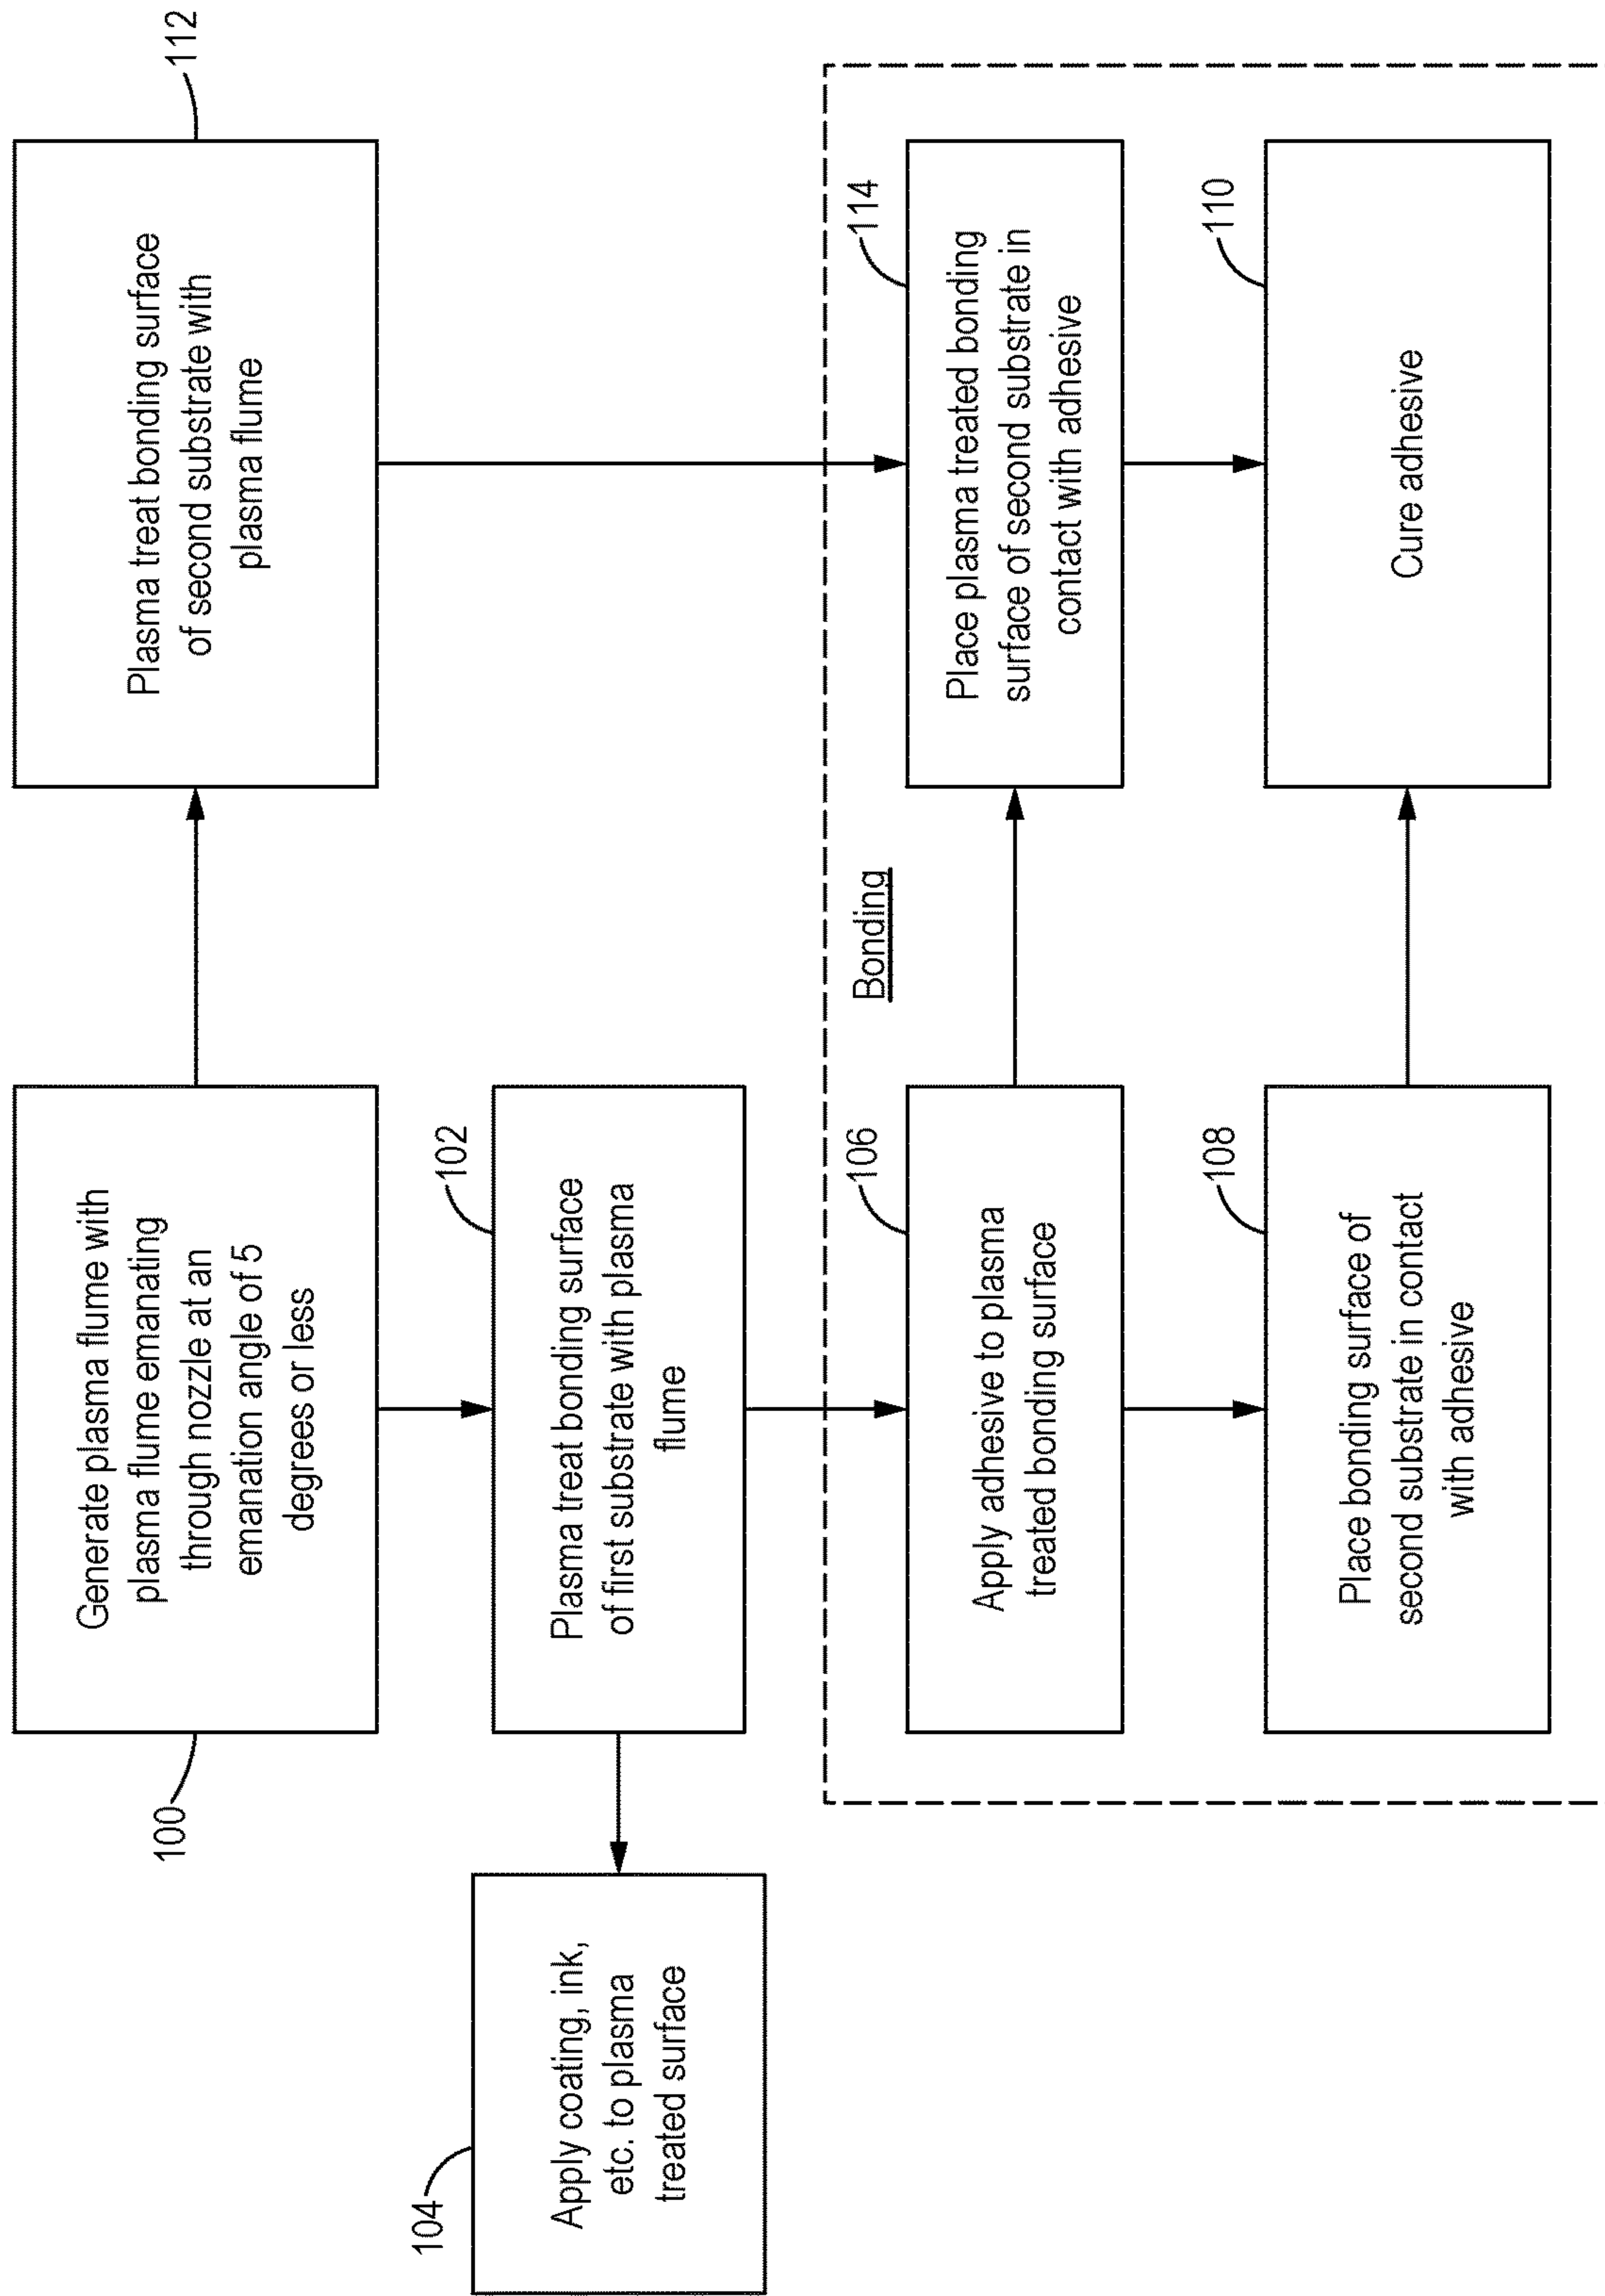 100
Generate plasma flume with
plasma flume emanating
through nozzle at an
emanation angle of 5
degrees or less
112
Plasma treat bonding surface
of second substrate with
plasma flume
104
Apply coating, ink,
etc. to plasma
treated surface
102
Plasma treat bonding surface
of first substrate with plasma
flume
Bonding
106
Apply adhesive to plasma
treated bonding surface
114
Place plasma treated bonding
surface of second substrate in
contact with adhesive
108
Place bonding surface of
second substrate in contact
with adhesive
110
Cure adhesive